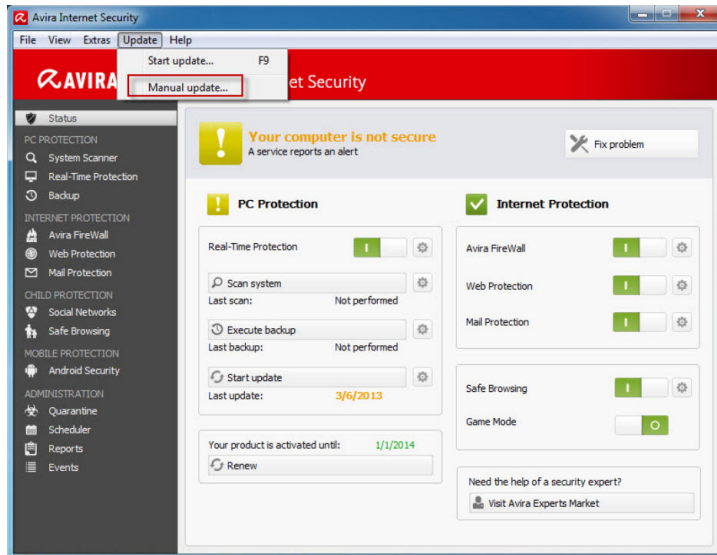 Avira Internet Security
File View Extras Update Help
Start update... F9
Manual update...
AVIRA
et Security
Status
PC PROTECTION
System Scanner
Real-Time Protection
Backup
INTERNET PROTECTION
Avira FireWall
Web Protection
Mail Protection
CHILD PROTECTION
Social Networks
Safe Browsing
MOBILE PROTECTION
Android Security
ADMINISTRATION
Quarantine
Scheduler
Reports
Events
Your computer is not secure
A service reports an alert
Fix problem
PC Protection
Real-Time Protection
Scan system
Last scan: Not performed
Execute backup
Last backup: Not performed
Start update
Last update: 3/6/2013
Your product is activated until: 1/1/2014
Renew
Internet Protection
Avira FireWall
Web Protection
Mail Protection
Safe Browsing
Game Mode
Need the help of a security expert?
Visit Avira Experts Market